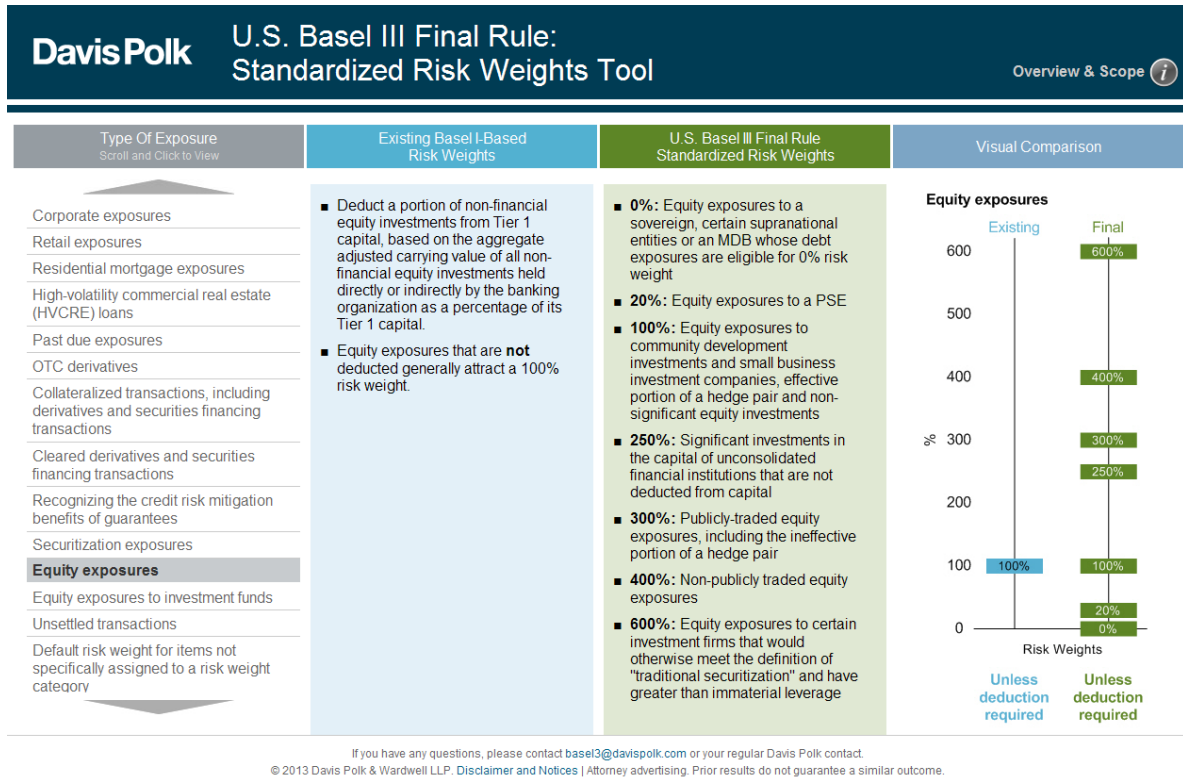 Davis Polk
U.S. Basel III Final Rule:
Standardized Risk Weights Tool
Overview & Scope i
Type Of Exposure
Scroll and Click to View
Corporate exposures
Retail exposures
Residential mortgage exposures
High-volatility commercial real estate
(HVCRE) loans
Past due exposures
OTC derivatives
Collateralized transactions, including
derivatives and securities financing
transactions
Cleared derivatives and securities
financing transactions
Recognizing the credit risk mitigation
benefits of guarantees
Securitization exposures
Equity exposures
Equity exposures to investment funds
Unsettled transactions
Default risk weight for items not
specifically assigned to a risk weight
category
Existing Basel I-Based
Risk Weights
■ Deduct a portion of non-financial
equity investments from Tier 1
capital, based on the aggregate
adjusted carrying value of all non-
financial equity investments held
directly or indirectly by the banking
organization as a percentage of its
Tier 1 capital.
■ Equity exposures that are not
deducted generally attract a 100%
risk weight.
U.S. Basel III Final Rule
Standardized Risk Weights
■ 0%: Equity exposures to a
sovereign, certain supranational
entities or an MDB whose debt
exposures are eligible for 0% risk
weight
■ 20%: Equity exposures to a PSE
■ 100%: Equity exposures to
community development
investments and small business
investment companies, effective
portion of a hedge pair and non-
significant equity investments
■ 250%: Significant investments in
the capital of unconsolidated
financial institutions that are not
deducted from capital
■ 300%: Publicly-traded equity
exposures, including the ineffective
portion of a hedge pair
■ 400%: Non-publicly traded equity
exposures
■ 600%: Equity exposures to certain
investment firms that would
otherwise meet the definition of
"traditional securitization" and have
greater than immaterial leverage
Visual Comparison
Equity exposures
Existing Final
600 600%
500
400 400%
% 300 300%
250%
200
100 100% 100%
20%
0 0%
Risk Weights
Unless
deduction
required
Unless
deduction
required
If you have any questions, please contact basel3@davispolk.com or your regular Davis Polk contact.
© 2013 Davis Polk & Wardwell LLP. Disclaimer and Notices | Attorney advertising. Prior results do not guarantee a similar outcome.